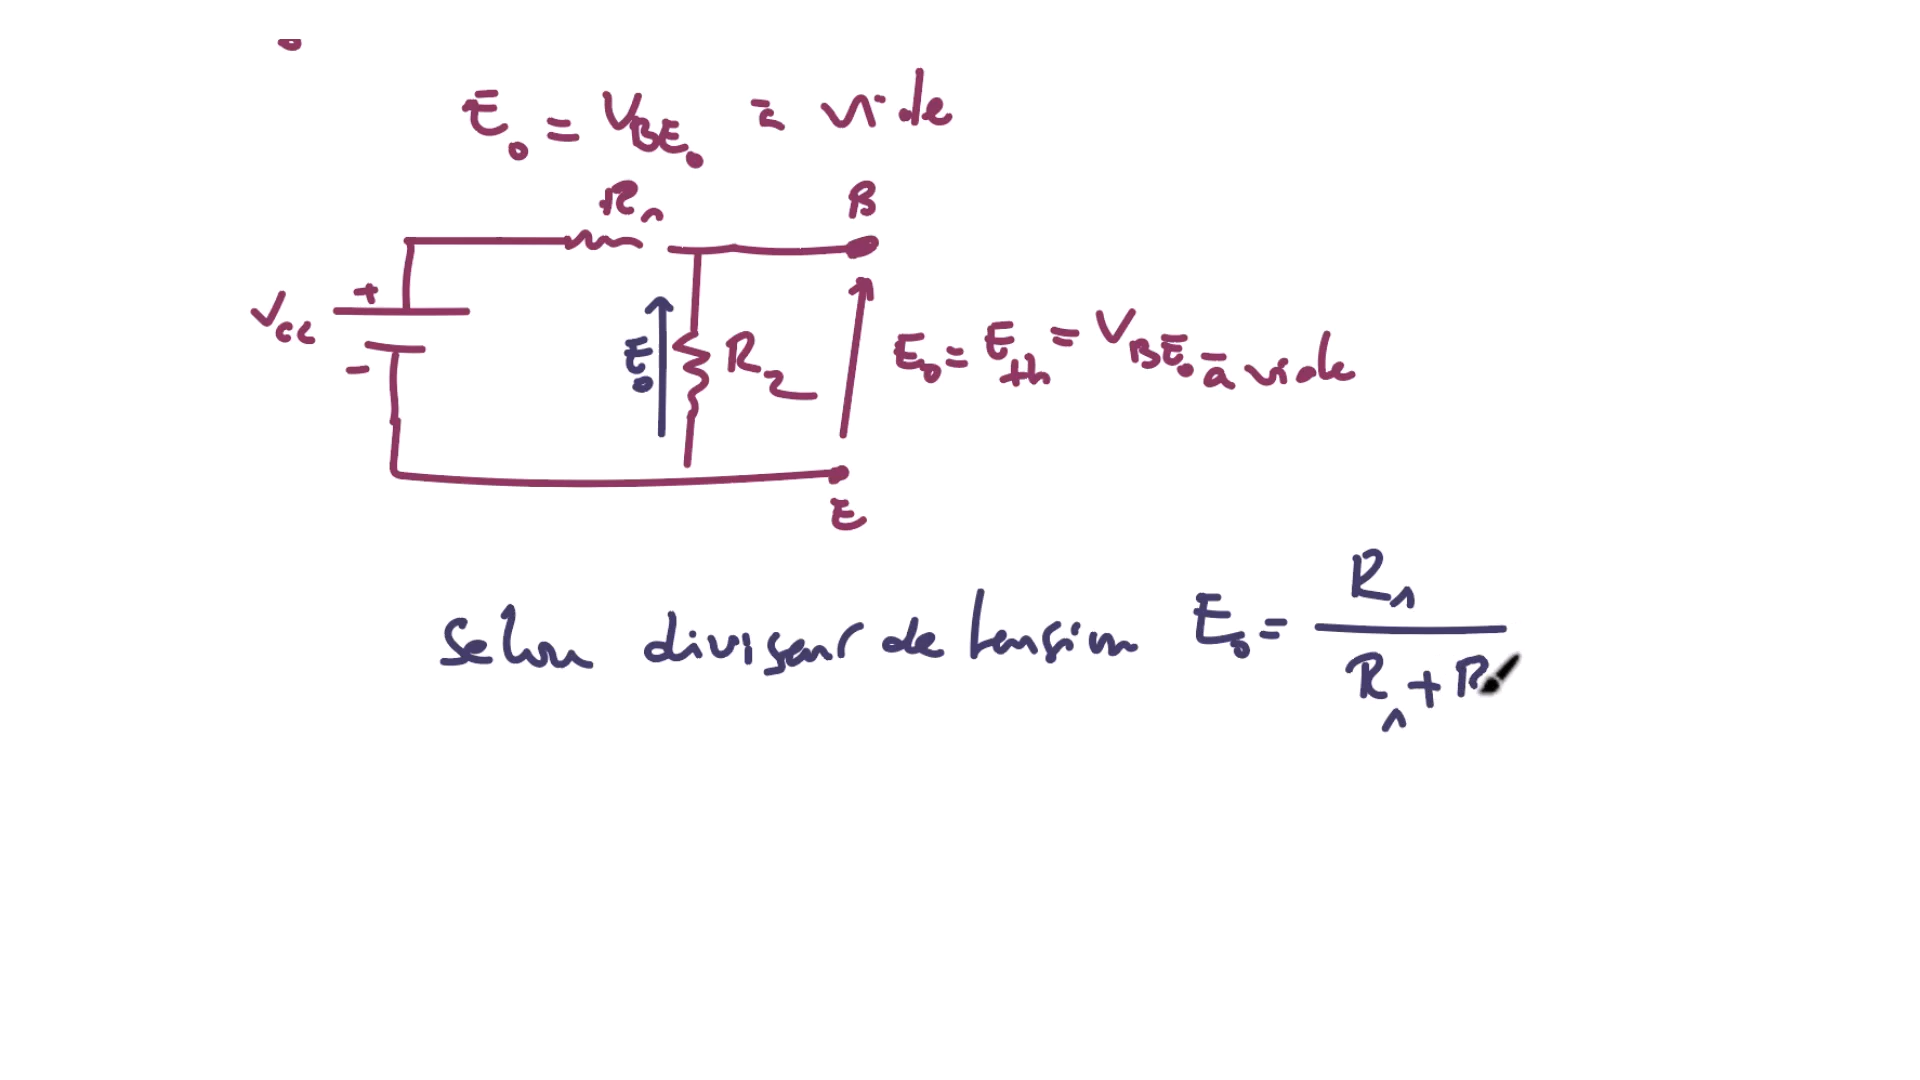 E₀ = V_BE₀ = vide
R₁
B
+
Vcc
-
E₀
R₂
E₀ = E_th = V_BE₀ à vide
E
Selon diviseur de tension E₀ = R₁ / (R₁ + R